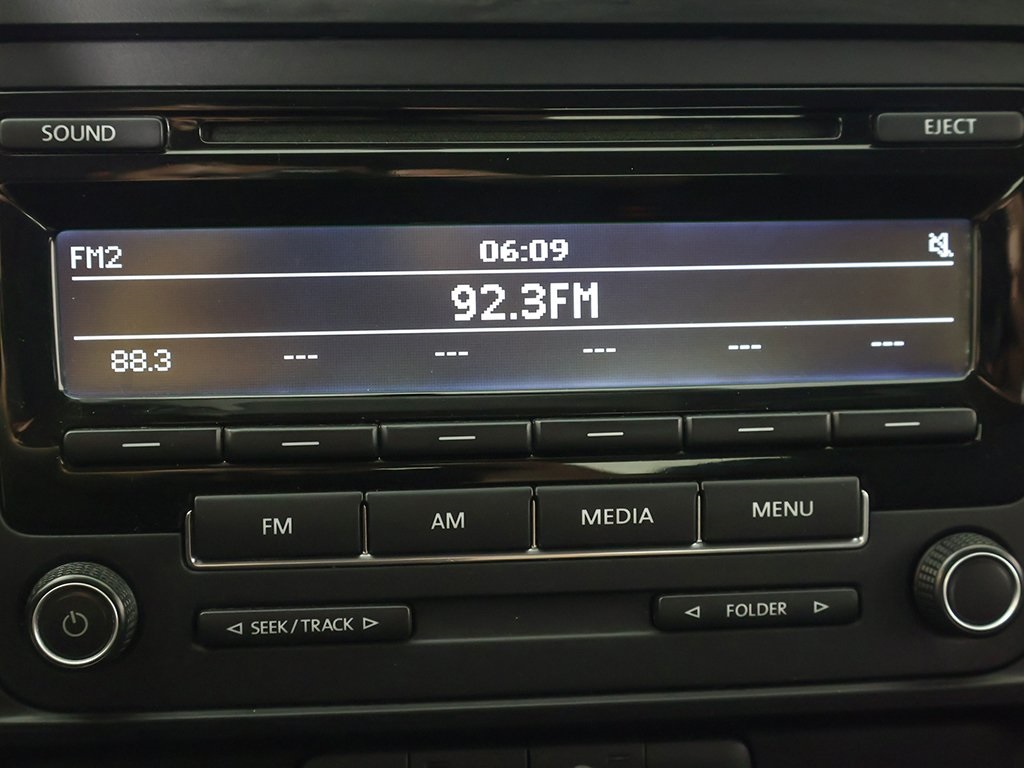 SOUND
EJECT
FM2 06:09
92.3FM
88.3 --- --- --- --- ---
FM AM MEDIA MENU
SEEK/TRACK
FOLDER